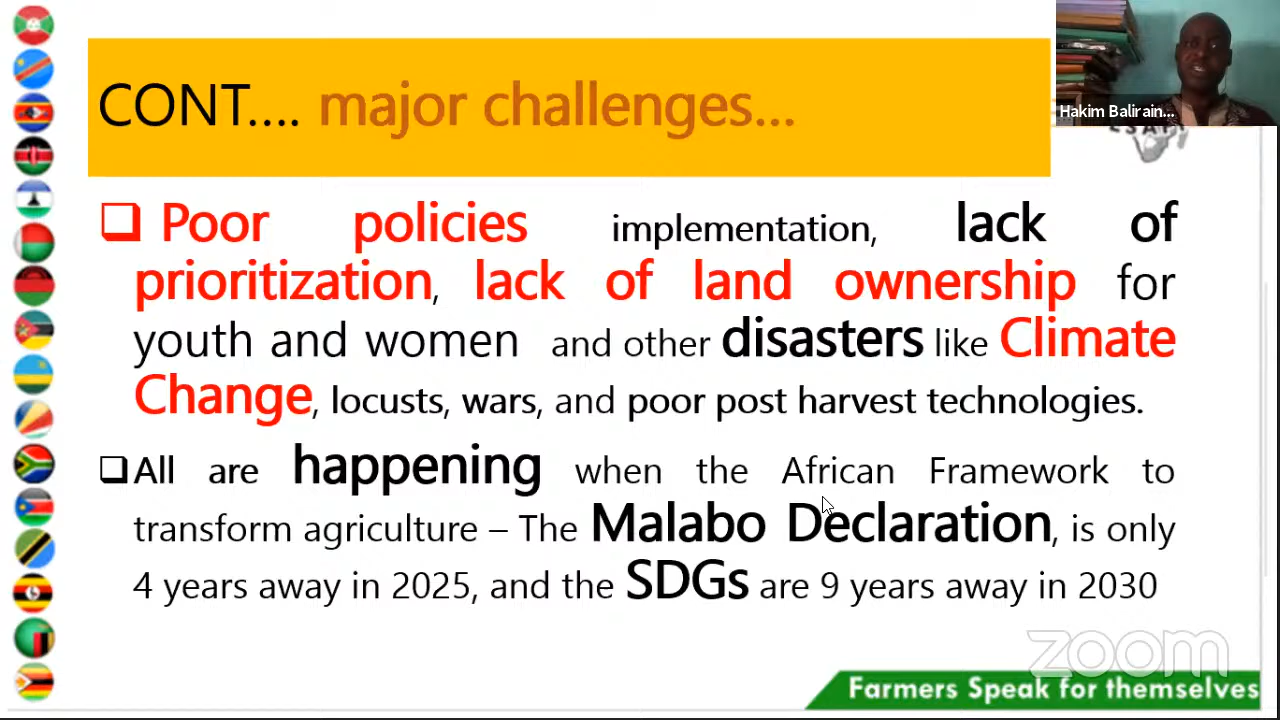 CONT.... major challenges...
Hakim Balirain...
Poor policies implementation, lack of
prioritization, lack of land ownership for
youth and women and other disasters like Climate
Change, locusts, wars, and poor post harvest technologies.
All are happening when the African Framework to
transform agriculture – The Malabo Declaration, is only
4 years away in 2025, and the SDGs are 9 years away in 2030
zoom
Farmers Speak for themselves